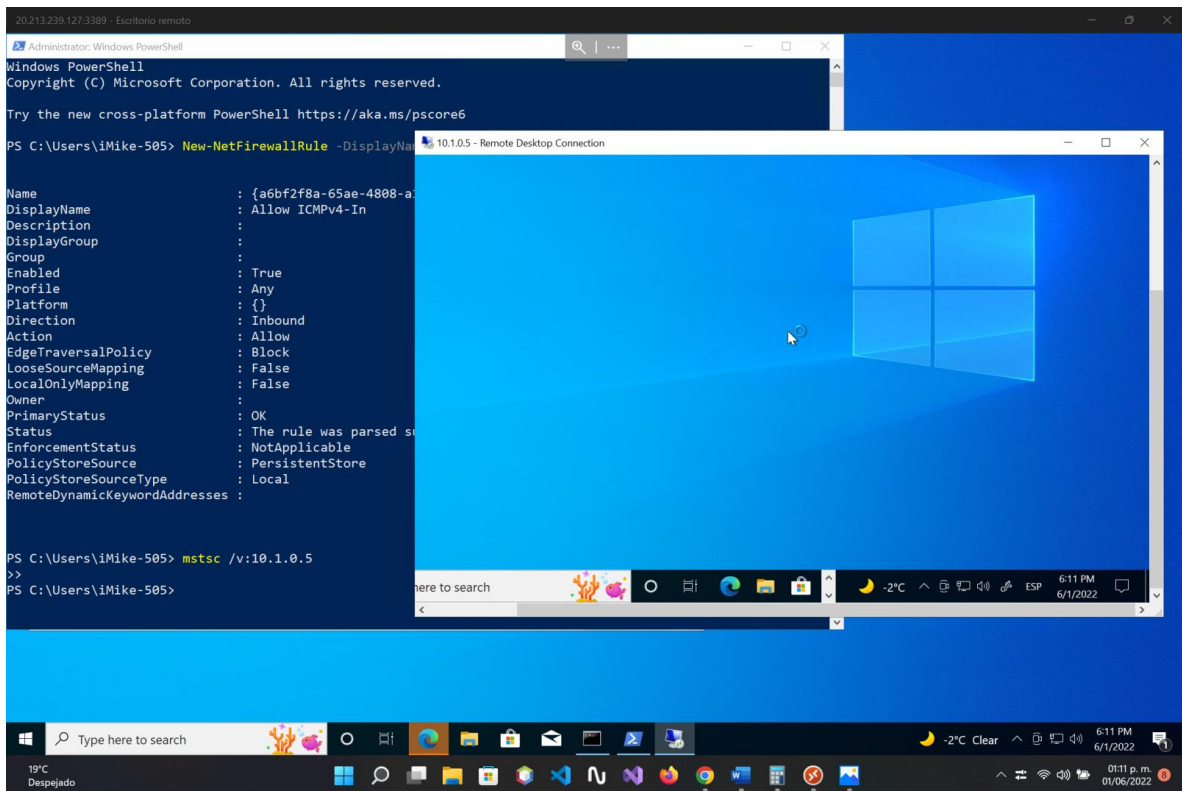 20.213.239.127:3389 - Escritorio remoto
Administrator: Windows PowerShell
Windows PowerShell
Copyright (C) Microsoft Corporation. All rights reserved.
Try the new cross-platform PowerShell https://aka.ms/pscore6
PS C:\Users\iMike-505> New-NetFirewallRule -DisplayNa
Name : {a6bf2f8a-65ae-4808-a
DisplayName : Allow ICMPv4-In
Description :
DisplayGroup :
Group :
Enabled : True
Profile : Any
Platform : {}
Direction : Inbound
Action : Allow
EdgeTraversalPolicy : Block
LooseSourceMapping : False
LocalOnlyMapping : False
Owner :
PrimaryStatus : OK
Status : The rule was parsed s
EnforcementStatus : NotApplicable
PolicyStoreSource : PersistentStore
PolicyStoreSourceType : Local
RemoteDynamicKeywordAddresses :
PS C:\Users\iMike-505> mstsc /v:10.1.0.5
>>
PS C:\Users\iMike-505>
10.1.0.5 - Remote Desktop Connection
here to search
-2°C
ESP
6:11 PM
6/1/2022
Type here to search
-2°C Clear
6:11 PM
6/1/2022
1
19°C
Despejado
01:11 p. m.
01/06/2022
8